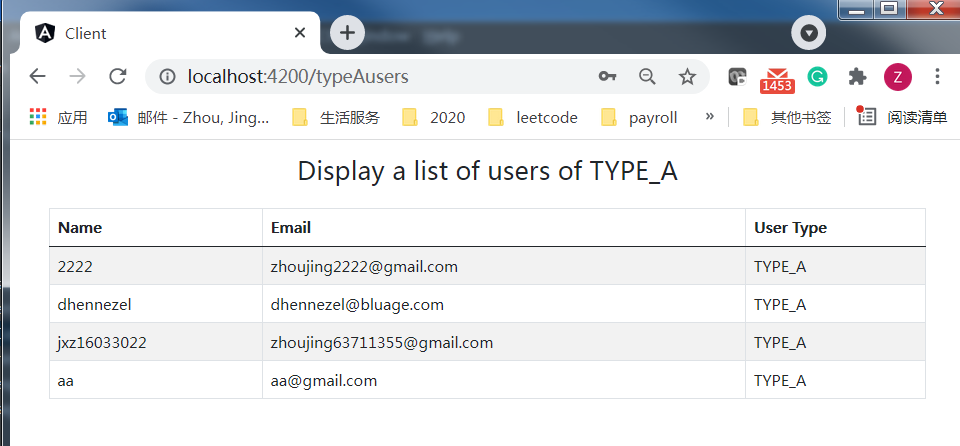 Client
localhost:4200/typeAusers
1453
Z
应用 邮件 - Zhou, Jing... 生活服务 2020 leetcode payroll » 其他书签 阅读清单
Display a list of users of TYPE_A
Name Email User Type
2222 zhoujing2222@gmail.com TYPE_A
dhennezel dhennezel@bluage.com TYPE_A
jxz16033022 zhoujing63711355@gmail.com TYPE_A
aa aa@gmail.com TYPE_A